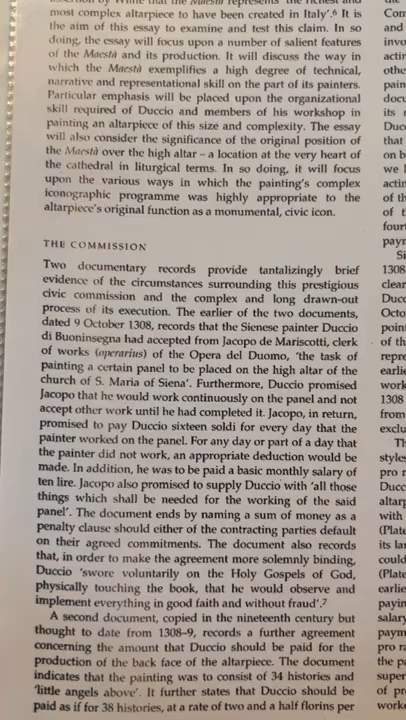 assertion by White that the Maestà represents 'the richest and
most complex altarpiece to have been created in Italy'.⁶ It is
the aim of this essay to examine and test this claim. In so
doing, the essay will focus upon a number of salient features
of the Maestà and its production. It will discuss the way in
which the Maestà exemplifies a high degree of technical,
narrative and representational skill on the part of its painters.
Particular emphasis will be placed upon the organizational
skill required of Duccio and members of his workshop in
painting an altarpiece of this size and complexity. The essay
will also consider the significance of the original position of
the Maestà over the high altar – a location at the very heart of
the cathedral in liturgical terms. In so doing, it will focus
upon the various ways in which the painting's complex
iconographic programme was highly appropriate to the
altarpiece's original function as a monumental, civic icon.
THE COMMISSION
Two documentary records provide tantalizingly brief
evidence of the circumstances surrounding this prestigious
civic commission and the complex and long drawn-out
process of its execution. The earlier of the two documents,
dated 9 October 1308, records that the Sienese painter Duccio
di Buoninsegna had accepted from Jacopo de Mariscotti, clerk
of works (operarius) of the Opera del Duomo, 'the task of
painting a certain panel to be placed on the high altar of the
church of S. Maria of Siena'. Furthermore, Duccio promised
Jacopo that he would work continuously on the panel and not
accept other work until he had completed it. Jacopo, in return,
promised to pay Duccio sixteen soldi for every day that the
painter worked on the panel. For any day or part of a day that
the painter did not work, an appropriate deduction would be
made. In addition, he was to be paid a basic monthly salary of
ten lire. Jacopo also promised to supply Duccio with 'all those
things which shall be needed for the working of the said
panel'. The document ends by naming a sum of money as a
penalty clause should either of the contracting parties default
on their agreed commitments. The document also records
that, in order to make the agreement more solemnly binding,
Duccio 'swore voluntarily on the Holy Gospels of God,
physically touching the book, that he would observe and
implement everything in good faith and without fraud'.⁷
A second document, copied in the nineteenth century but
thought to date from 1308–9, records a further agreement
concerning the amount that Duccio should be paid for the
production of the back face of the altarpiece. The document
indicates that the painting was to consist of 34 histories and
'little angels above'. It further states that Duccio should be
paid as if for 38 histories, at a rate of two and a half florins per